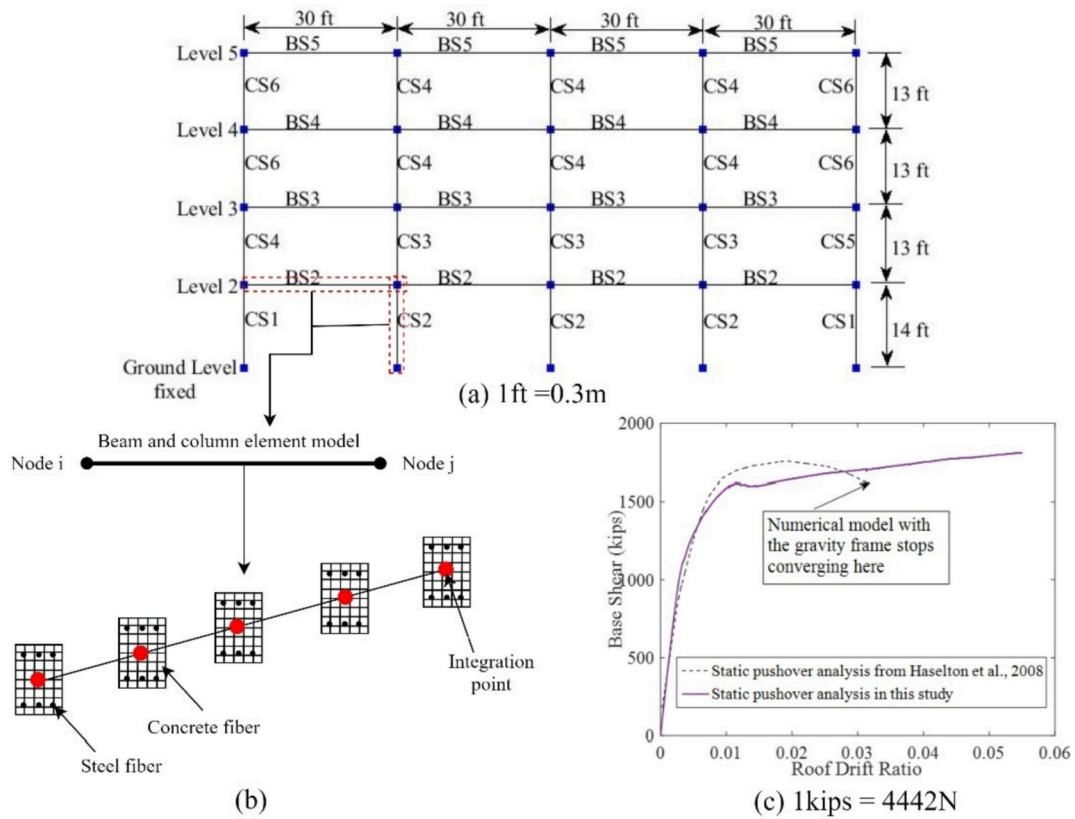 30 ft 30 ft 30 ft 30 ft
Level 5 BS5 BS5 BS5 BS5
CS6 CS4 CS4 CS4 CS6 13 ft
Level 4 BS4 BS4 BS4 BS4
CS6 CS4 CS4 CS4 CS6 13 ft
Level 3 BS3 BS3 BS3 BS3
CS4 CS3 CS3 CS3 CS5 13 ft
Level 2 BS2 BS2 BS2 BS2
CS1 CS2 CS2 CS2 CS1 14 ft
Ground Level
fixed
(a) 1ft =0.3m
Beam and column element model
Node i Node j
Integration
point
Concrete fiber
Steel fiber
(b)
2000
1500
1000
500
0
Base Shear (kips)
Numerical model with
the gravity frame stops
converging here
Static pushover analysis from Haselton et al., 2008
Static pushover analysis in this study
0 0.01 0.02 0.03 0.04 0.05 0.06
Roof Drift Ratio
(c) 1kips = 4442N